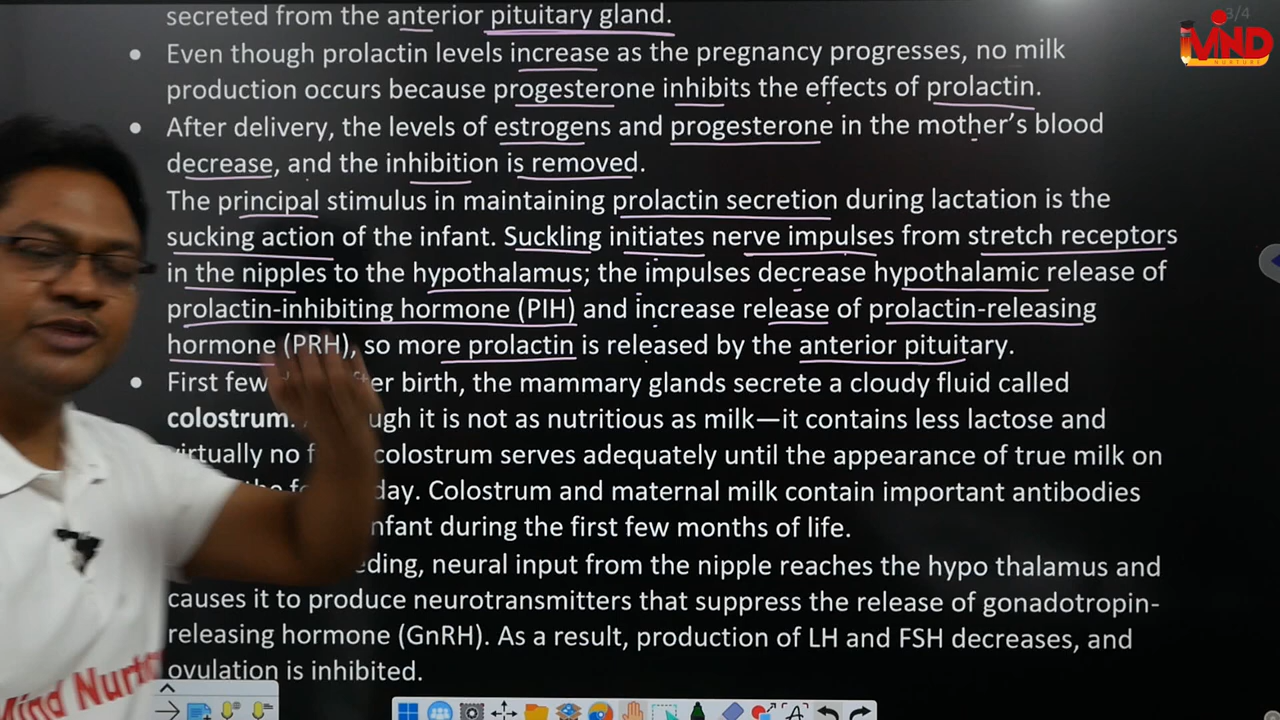 secreted from the anterior pituitary gland.
3/4
MIND
NURTURE
• Even though prolactin levels increase as the pregnancy progresses, no milk
production occurs because progesterone inhibits the effects of prolactin.
• After delivery, the levels of estrogens and progesterone in the mother’s blood
decrease, and the inhibition is removed.
The principal stimulus in maintaining prolactin secretion during lactation is the
sucking action of the infant. Suckling initiates nerve impulses from stretch receptors
in the nipples to the hypothalamus; the impulses decrease hypothalamic release of
prolactin-inhibiting hormone (PIH) and increase release of prolactin-releasing
hormone (PRH), so more prolactin is released by the anterior pituitary.
• First few birth, the mammary glands secrete a cloudy fluid called
colostrum. it is not as nutritious as milk—it contains less lactose and
virtually no colostrum serves adequately until the appearance of true milk on
day. Colostrum and maternal milk contain important antibodies
during the first few months of life.
neural input from the nipple reaches the hypo thalamus and
causes it to produce neurotransmitters that suppress the release of gonadotropin-
releasing hormone (GnRH). As a result, production of LH and FSH decreases, and
ovulation is inhibited.
Mind Nurtu